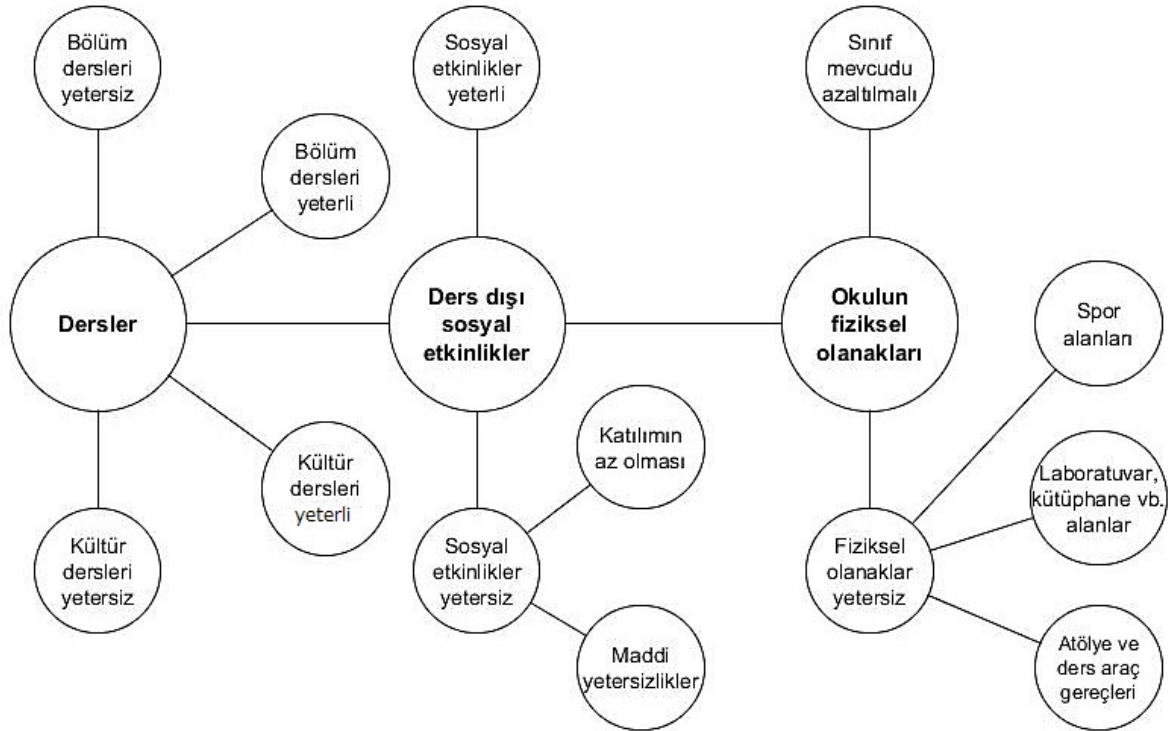 Bölüm
dersleri
yetersiz
Sosyal
etkinlikler
yeterli
Sınıf
mevcudu
azaltılmalı
Bölüm
dersleri
yeterli
Dersler
Ders dışı
sosyal
etkinlikler
Okulun
fiziksel
olanakları
Spor
alanları
Katılımın
az olması
Kültür
dersleri
yeterli
Laboratuvar,
kütüphane vb.
alanlar
Kültür
dersleri
yetersiz
Sosyal
etkinlikler
yetersiz
Fiziksel
olanaklar
yetersiz
Maddi
yetersizlikler
Atölye ve
ders araç
gereçleri